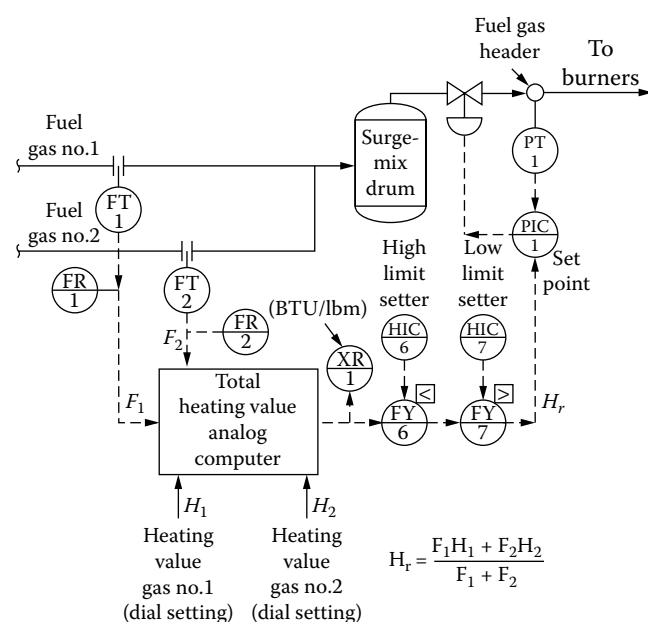 Fuel gas
header
To
burners
Fuel
gas no.1
Surge-
mix
drum
PT
1
FT
1
Fuel
gas no.2
PIC
1
High
limit
setter
Low
limit
setter
Set
point
FR
1
FT
2
(BTU/lbm)
F2
FR
2
HIC
6
HIC
7
XR
1
Total
heating value
analog
computer
F1
<
>
FY
6
FY
7
Hr
H1
H2
Heating
value
gas no.1
(dial setting)
Heating
value
gas no.2
(dial setting)
Hr = F1H1 + F2H2
F1 + F2